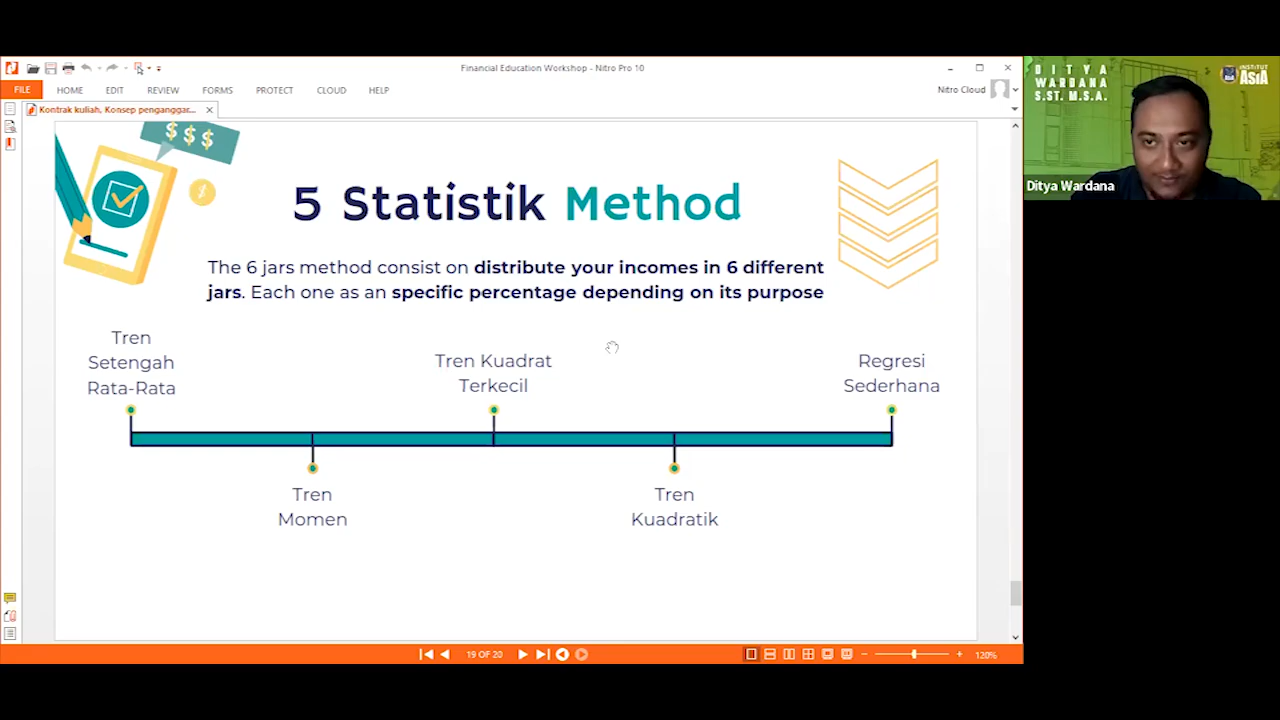 Financial Education Workshop - Nitro Pro 10
FILE
HOME
EDIT
REVIEW
FORMS
PROTECT
CLOUD
HELP
Nitro Cloud
Kontrak kuliah, Konsep penganggar...
$ $ $
$
5 Statistik Method
The 6 jars method consist on distribute your incomes in 6 different
jars. Each one as an specific percentage depending on its purpose
Tren
Setengah
Rata-Rata
Tren Kuadrat
Terkecil
Regresi
Sederhana
Tren
Momen
Tren
Kuadratik
19 OF 20
120%
DITYA
WARDANA
S.ST. M.S.A.
INSTITUT
ASIA
Ditya Wardana